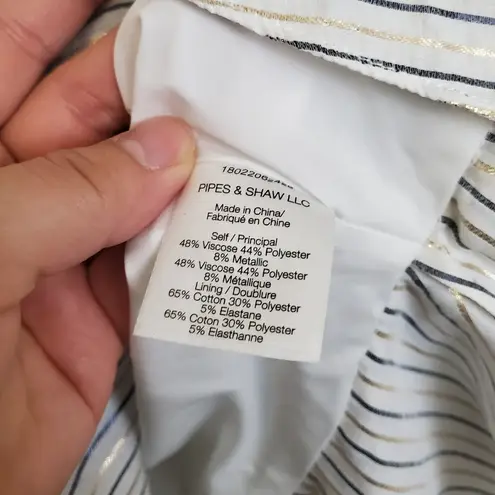 PIPES & SHAW LLC
Made in China/
Fabriqué en Chine
Self / Principal
48% Viscose 44% Polyester
8% Metallic
48% Viscose 44% Polyester
8% Métallique
Lining / Doublure
65% Cotton 30% Polyester
5% Elastane
65% Coton 30% Polyester
5% Elasthanne